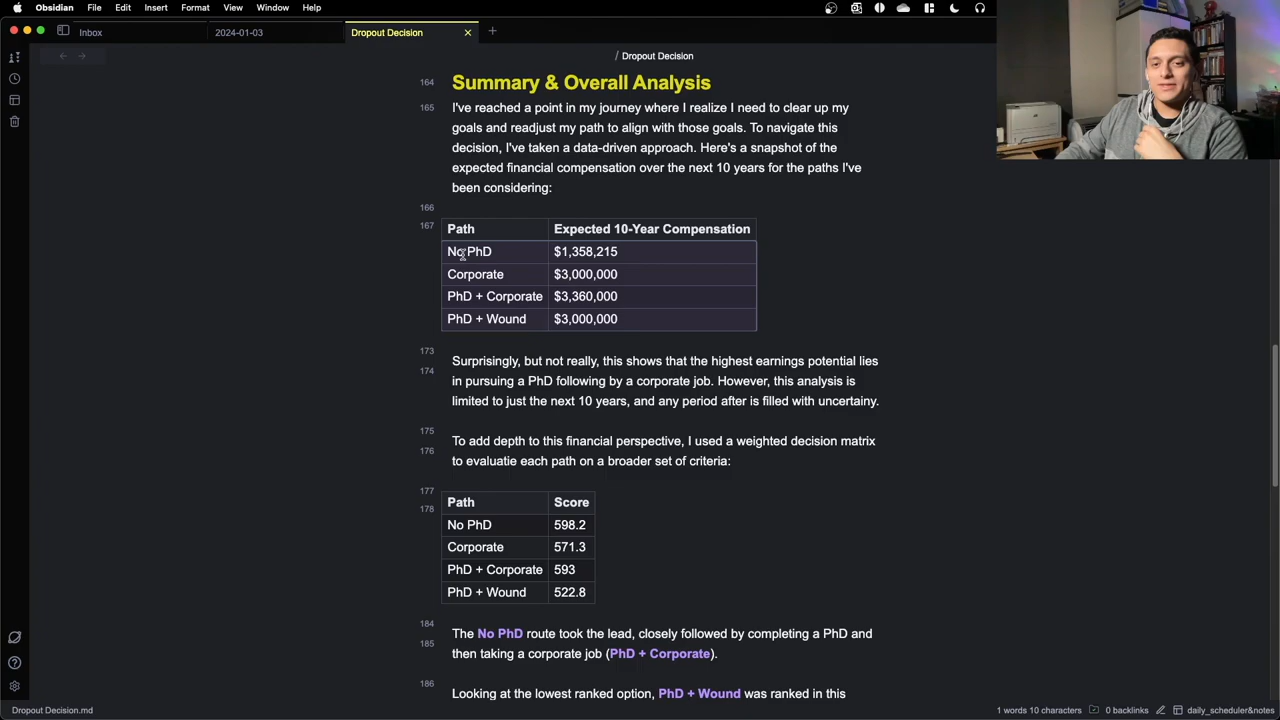 Obsidian File Edit Insert Format View Window Help
Inbox 2024-01-03 Dropout Decision
/ Dropout Decision
164 Summary & Overall Analysis
165 I've reached a point in my journey where I realize I need to clear up my
goals and readjust my path to align with those goals. To navigate this
decision, I've taken a data-driven approach. Here's a snapshot of the
expected financial compensation over the next 10 years for the paths I've
been considering:
166
167 Path Expected 10-Year Compensation
No PhD $1,358,215
Corporate $3,000,000
PhD + Corporate $3,360,000
PhD + Wound $3,000,000
173
174 Surprisingly, but not really, this shows that the highest earnings potential lies
in pursuing a PhD following by a corporate job. However, this analysis is
limited to just the next 10 years, and any period after is filled with uncertainy.
175
176 To add depth to this financial perspective, I used a weighted decision matrix
to evaluatie each path on a broader set of criteria:
177
178 Path Score
No PhD 598.2
Corporate 571.3
PhD + Corporate 593
PhD + Wound 522.8
184
185 The No PhD route took the lead, closely followed by completing a PhD and
then taking a corporate job (PhD + Corporate).
186
Looking at the lowest ranked option, PhD + Wound was ranked in this
Dropout Decision.md 1 words 10 characters 0 backlinks daily_scheduler&notes